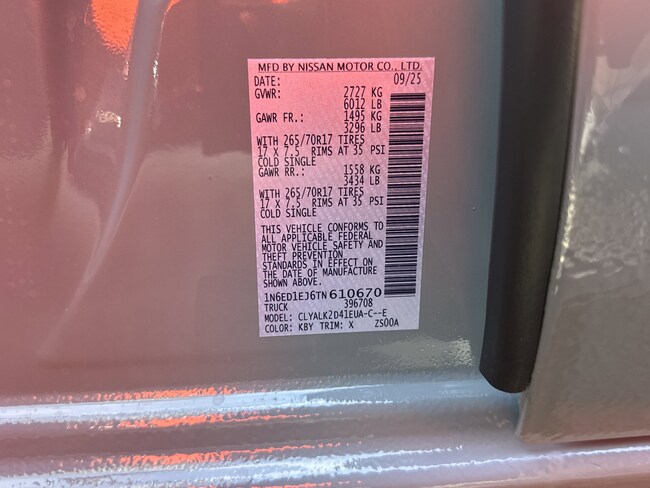 MFD BY NISSAN MOTOR CO., LTD.
DATE: 09/25
GVWR: 2727 KG
6012 LB
GAWR FR.: 1495 KG
3296 LB
WITH 265/70R17 TIRES
17 X 7.5 RIMS AT 35 PSI
COLD SINGLE
GAWR RR.: 1558 KG
3434 LB
WITH 265/70R17 TIRES
17 X 7.5 RIMS AT 35 PSI
COLD SINGLE
THIS VEHICLE CONFORMS TO
ALL APPLICABLE FEDERAL
MOTOR VEHICLE SAFETY AND
THEFT PREVENTION
STANDARDS IN EFFECT ON
THE DATE OF MANUFACTURE
SHOWN ABOVE.
1N6ED1EJ6TN610670
TRUCK 396708
MODEL: CLYALK2D41EUA-C--E
COLOR: KBY TRIM: X ZS00A